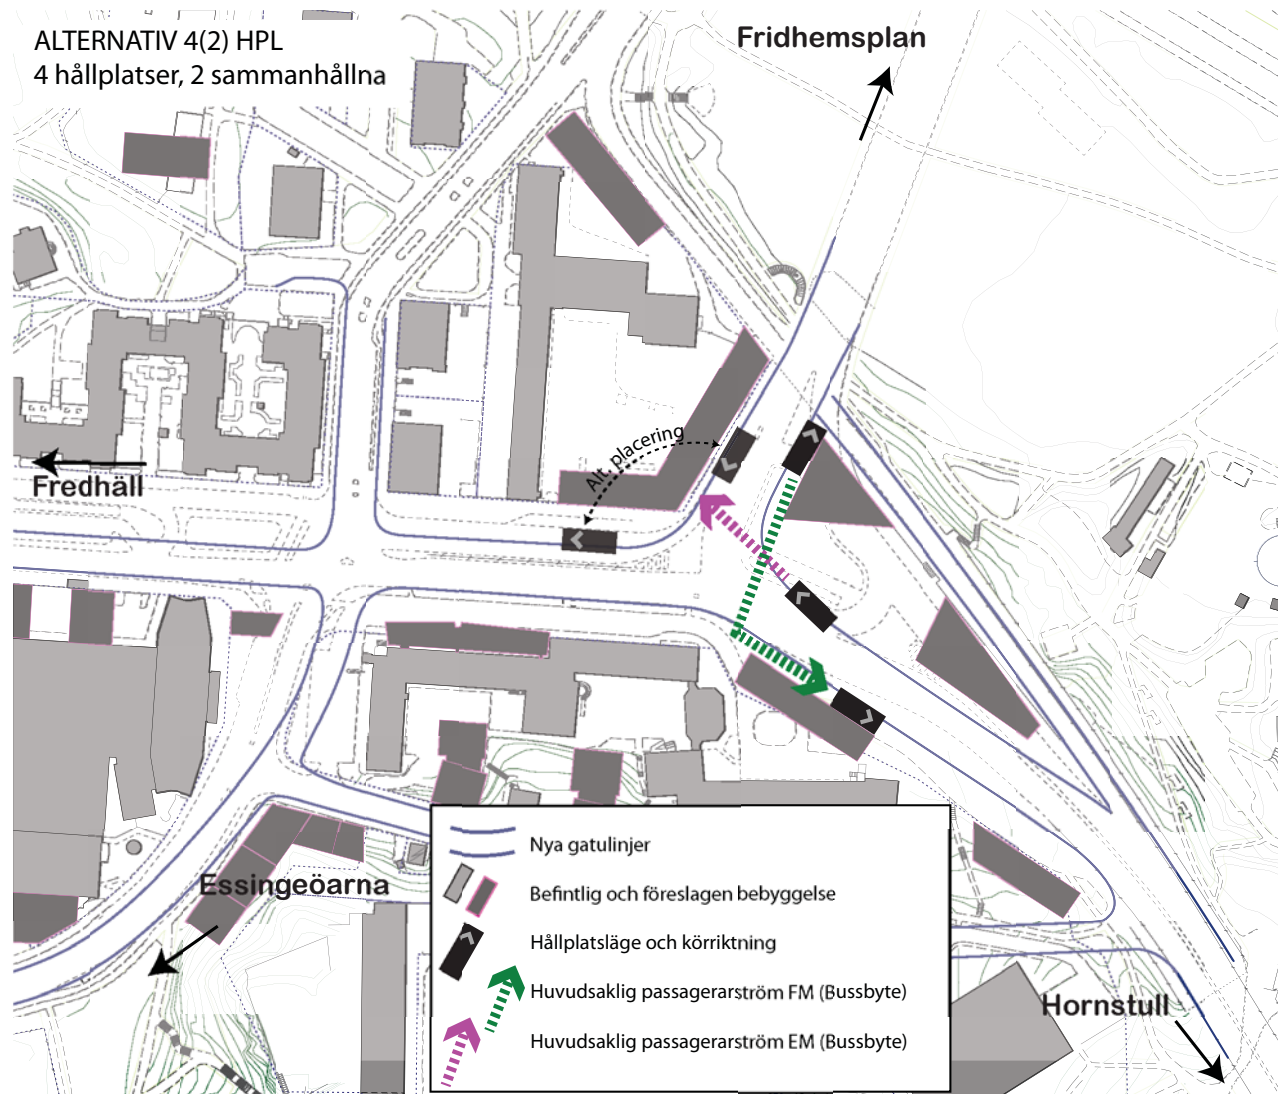 ALTERNATIV 4(2) HPL
4 hållplatser, 2 sammanhållna
Fridhemsplan
Alt. placering
Fredhäll
Essingeöarna
Hornstull
Nya gatulinjer
Befintlig och föreslagen bebyggelse
Hållplatsläge och körriktning
Huvudsaklig passagerarström FM (Bussbyte)
Huvudsaklig passagerarström EM (Bussbyte)